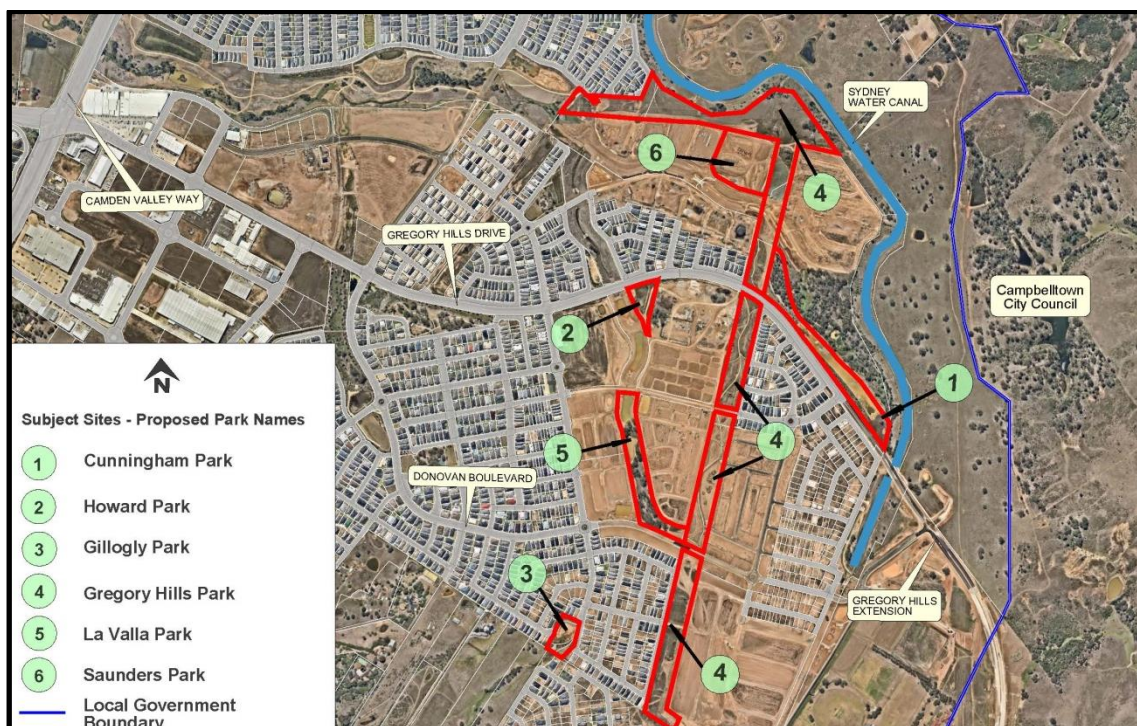 SYDNEY
WATER CANAL
6
4
CAMDEN VALLEY WAY
GREGORY HILLS DRIVE
Campbelltown
City Council
2
1
4
5
DONOVAN BOULEVARD
3
GREGORY HILLS
EXTENSION
4
N
Subject Sites - Proposed Park Names
1 Cunningham Park
2 Howard Park
3 Gillogly Park
4 Gregory Hills Park
5 La Valla Park
6 Saunders Park
Local Government
Boundary